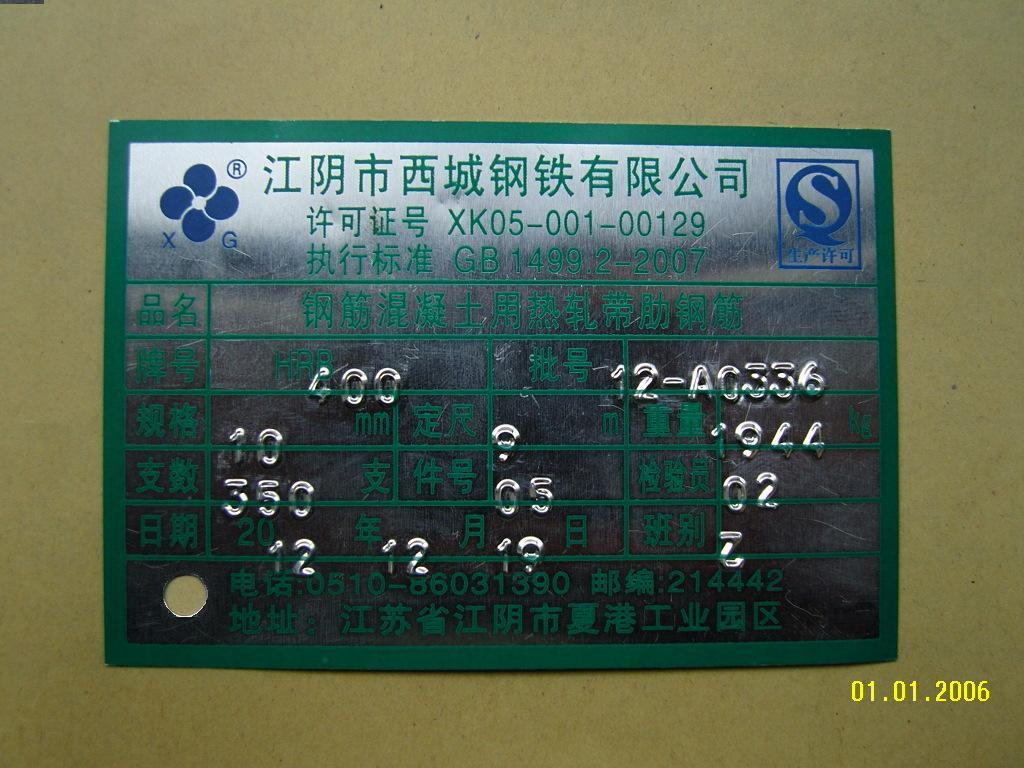 ® 江阴市西城钢铁有限公司
X G
许可证号 XK05-001-00129
执行标准 GB 1499.2-2007
生产许可
品名 钢筋混凝土用热轧带肋钢筋
牌号 HRB 400 批号 12-A0336
规格 10 mm 定尺 9 m 重量 1944 kg
支数 350 支 件号 05 检验员 02
日期 20 12 年 12 月 19 日 班别 Z
电话:0510-86031390 邮编:214442
地址：江苏省江阴市夏港工业园区
01.01.2006